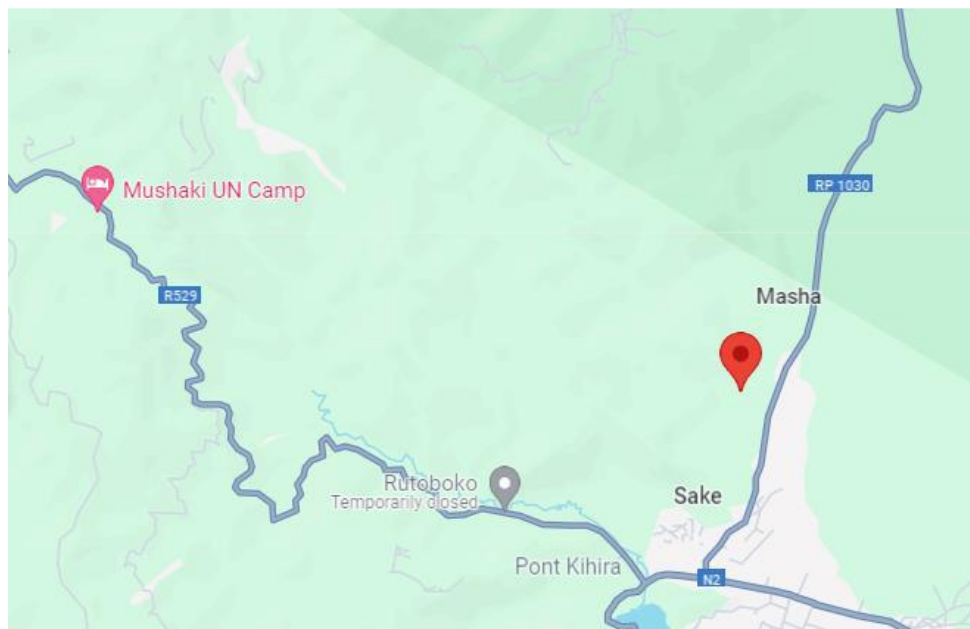 Mushaki UN Camp
RP 1030
R529
Masha
Rutoboko
Temporarily closed
Sake
Pont Kihira
N2